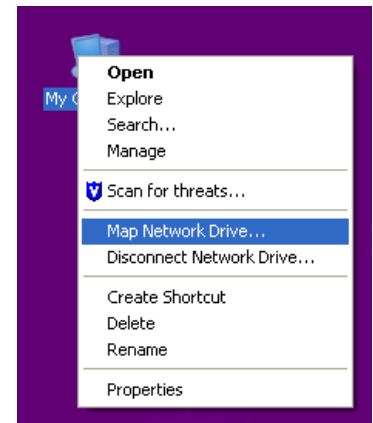 My C
Open
Explore
Search...
Manage
Scan for threats...
Map Network Drive...
Disconnect Network Drive...
Create Shortcut
Delete
Rename
Properties